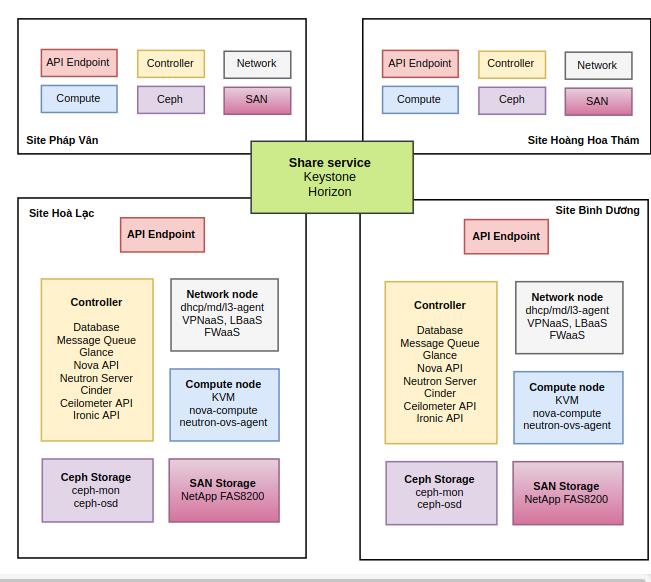 API Endpoint
Controller
Network
Compute
Ceph
SAN
Site Pháp Vân
API Endpoint
Controller
Network
Compute
Ceph
SAN
Site Hoàng Hoa Thám
Share service
Keystone
Horizon
Site Hoà Lạc
API Endpoint
Controller
Database
Message Queue
Glance
Nova API
Neutron Server
Cinder
Ceilometer API
Ironic API
Network node
dhcp/md/l3-agent
VPNaaS, LBaaS
FWaaS
Compute node
KVM
nova-compute
neutron-ovs-agent
Ceph Storage
ceph-mon
ceph-osd
SAN Storage
NetApp FAS8200
Site Bình Dương
API Endpoint
Controller
Database
Message Queue
Glance
Nova API
Neutron Server
Cinder
Ceilometer API
Ironic API
Network node
dhcp/md/l3-agent
VPNaaS, LBaaS
FWaaS
Compute node
KVM
nova-compute
neutron-ovs-agent
Ceph Storage
ceph-mon
ceph-osd
SAN Storage
NetApp FAS8200